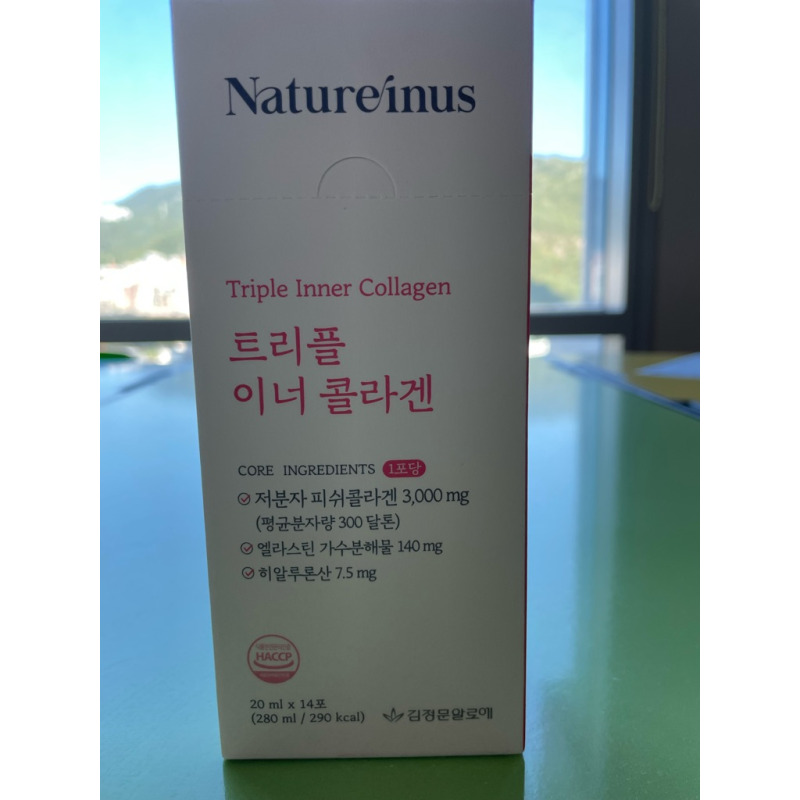 Nature/inus
Triple Inner Collagen
트리플
이너 콜라겐
CORE INGREDIENTS 1포당
저분자 피쉬콜라겐 3,000 mg
(평균분자량 300 달톤)
엘라스틴 가수분해물 140 mg
히알루론산 7.5 mg
HACCP
20 ml x 14포
(280 ml / 290 kcal)
김정문알로에